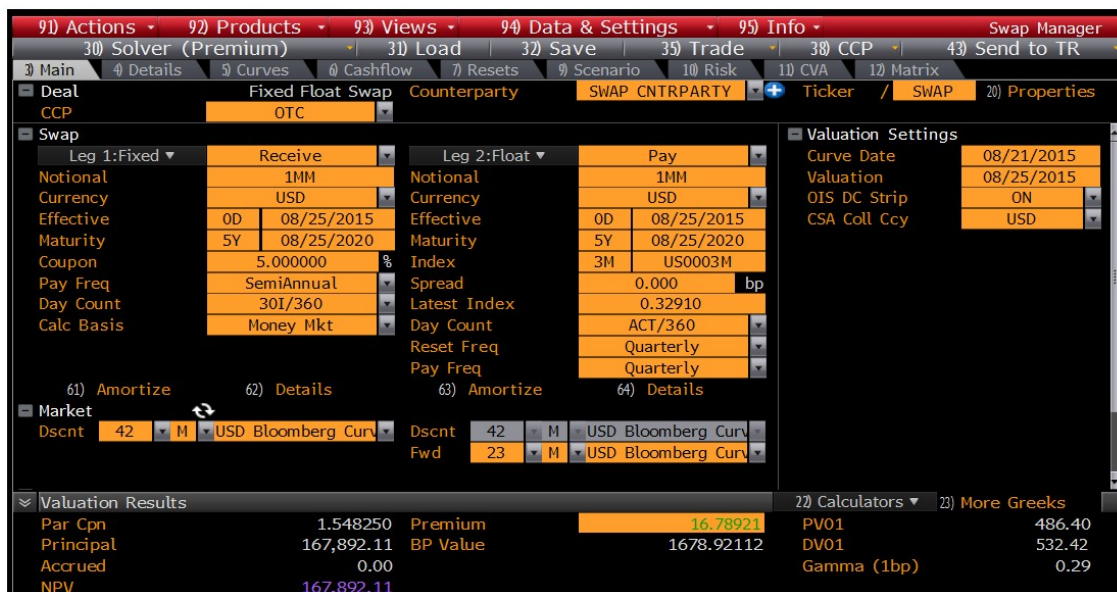 91) Actions 92) Products 93) Views 94) Data & Settings 95) Info Swap Manager
30) Solver (Premium) 31) Load 32) Save 35) Trade 38) CCP 43) Send to TR
3) Main 4) Details 5) Curves 6) Cashflow 7) Resets 9) Scenario 10) Risk 11) CVA 12) Matrix
Deal Fixed Float Swap Counterparty SWAP CNTRPARTY Ticker / SWAP 20) Properties
CCP OTC
Swap Valuation Settings
Leg 1:Fixed Receive Leg 2:Float Pay Curve Date 08/21/2015
Notional 1MM Notional 1MM Valuation 08/25/2015
Currency USD Currency USD OIS DC Strip ON
Effective 0D 08/25/2015 Effective 0D 08/25/2015 CSA Coll Ccy USD
Maturity 5Y 08/25/2020 Maturity 5Y 08/25/2020
Coupon 5.000000 % Index 3M US0003M
Pay Freq SemiAnnual Spread 0.000 bp
Day Count 30I/360 Latest Index 0.32910
Calc Basis Money Mkt Day Count ACT/360
Reset Freq Quarterly
Pay Freq Quarterly
61) Amortize 62) Details 63) Amortize 64) Details
Market
Dscnt 42 M USD Bloomberg Curv Dscnt 42 M USD Bloomberg Curv
Fwd 23 M USD Bloomberg Curv
Valuation Results 22) Calculators 23) More Greeks
Par Cpn 1.548250 Premium 16.78921 PV01 486.40
Principal 167,892.11 BP Value 1678.92112 DV01 532.42
Accrued 0.00 Gamma (1bp) 0.29
NPV 167,892.11